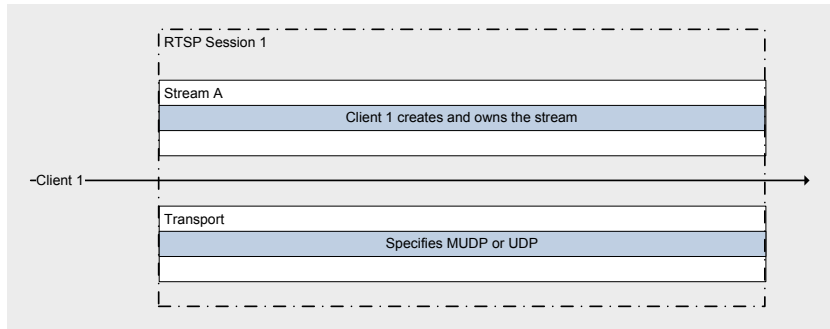 RTSP Session 1
Stream A
Client 1 creates and owns the stream
Client 1
Transport
Specifies MUDP or UDP